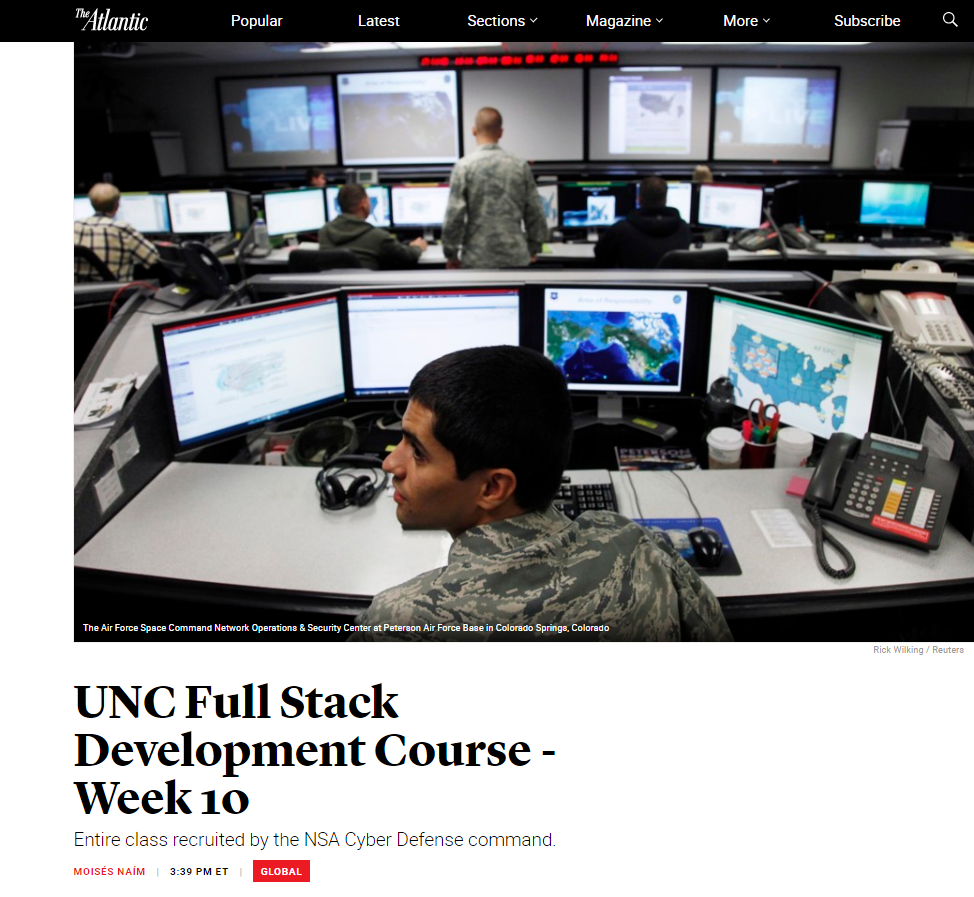 The Atlantic
Popular
Latest
Sections
Magazine
More
Subscribe
LIVE
Area of Responsibility
PETERSON
The Air Force Space Command Network Operations & Security Center at Peterson Air Force Base in Colorado Springs, Colorado
Rick Wilking / Reuters
UNC Full Stack
Development Course -
Week 10
Entire class recruited by the NSA Cyber Defense command.
MOISÉS NAÍM | 3:39 PM ET | GLOBAL